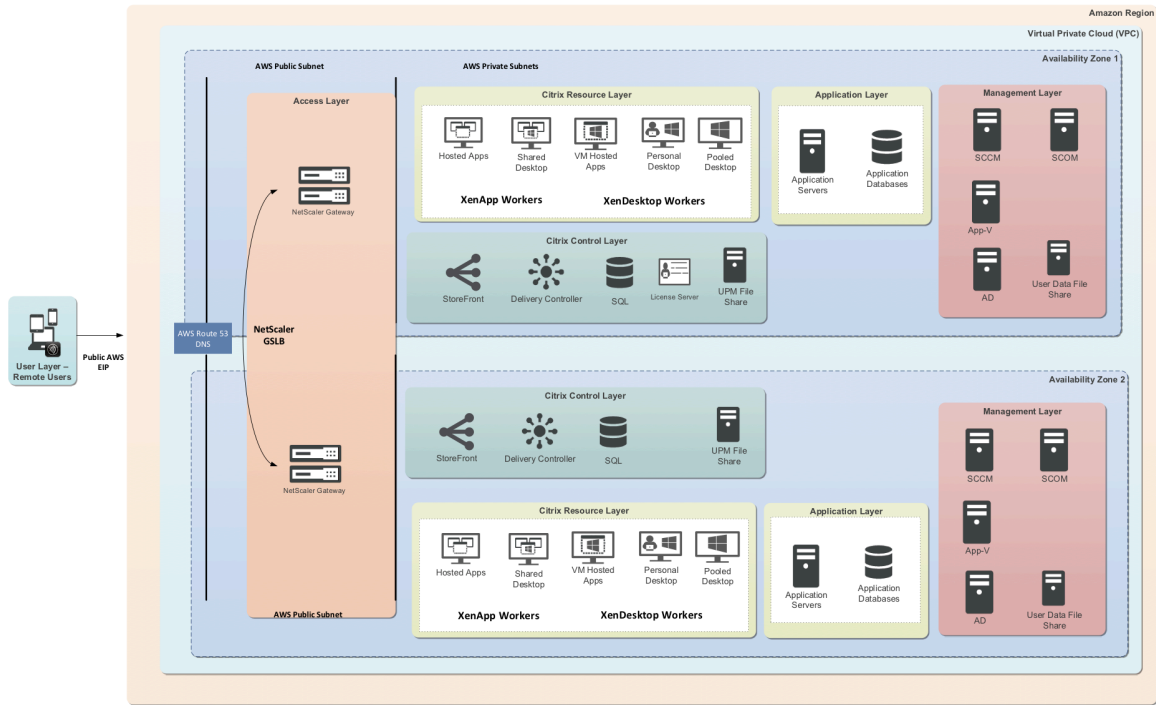 Amazon Region
Virtual Private Cloud (VPC)
Availability Zone 1
AWS Public Subnet
AWS Private Subnets
Access Layer
NetScaler Gateway
Citrix Resource Layer
Hosted Apps
Shared
Desktop
VM Hosted
Apps
Personal
Desktop
Pooled
Desktop
XenApp Workers
XenDesktop Workers
Application Layer
Application
Servers
Application
Databases
Management Layer
SCCM
SCOM
App-V
AD
User Data File
Share
Citrix Control Layer
StoreFront
Delivery Controller
SQL
License Server
UPM File
Share
User Layer –
Remote Users
Public AWS
EIP
AWS Route 53
DNS
NetScaler
GSLB
Availability Zone 2
Citrix Control Layer
StoreFront
Delivery Controller
SQL
UPM File
Share
Management Layer
SCCM
SCOM
App-V
AD
User Data File
Share
NetScaler Gateway
Citrix Resource Layer
Hosted Apps
Shared
Desktop
VM Hosted
Apps
Personal
Desktop
Pooled
Desktop
XenApp Workers
XenDesktop Workers
Application Layer
Application
Servers
Application
Databases
AWS Public Subnet